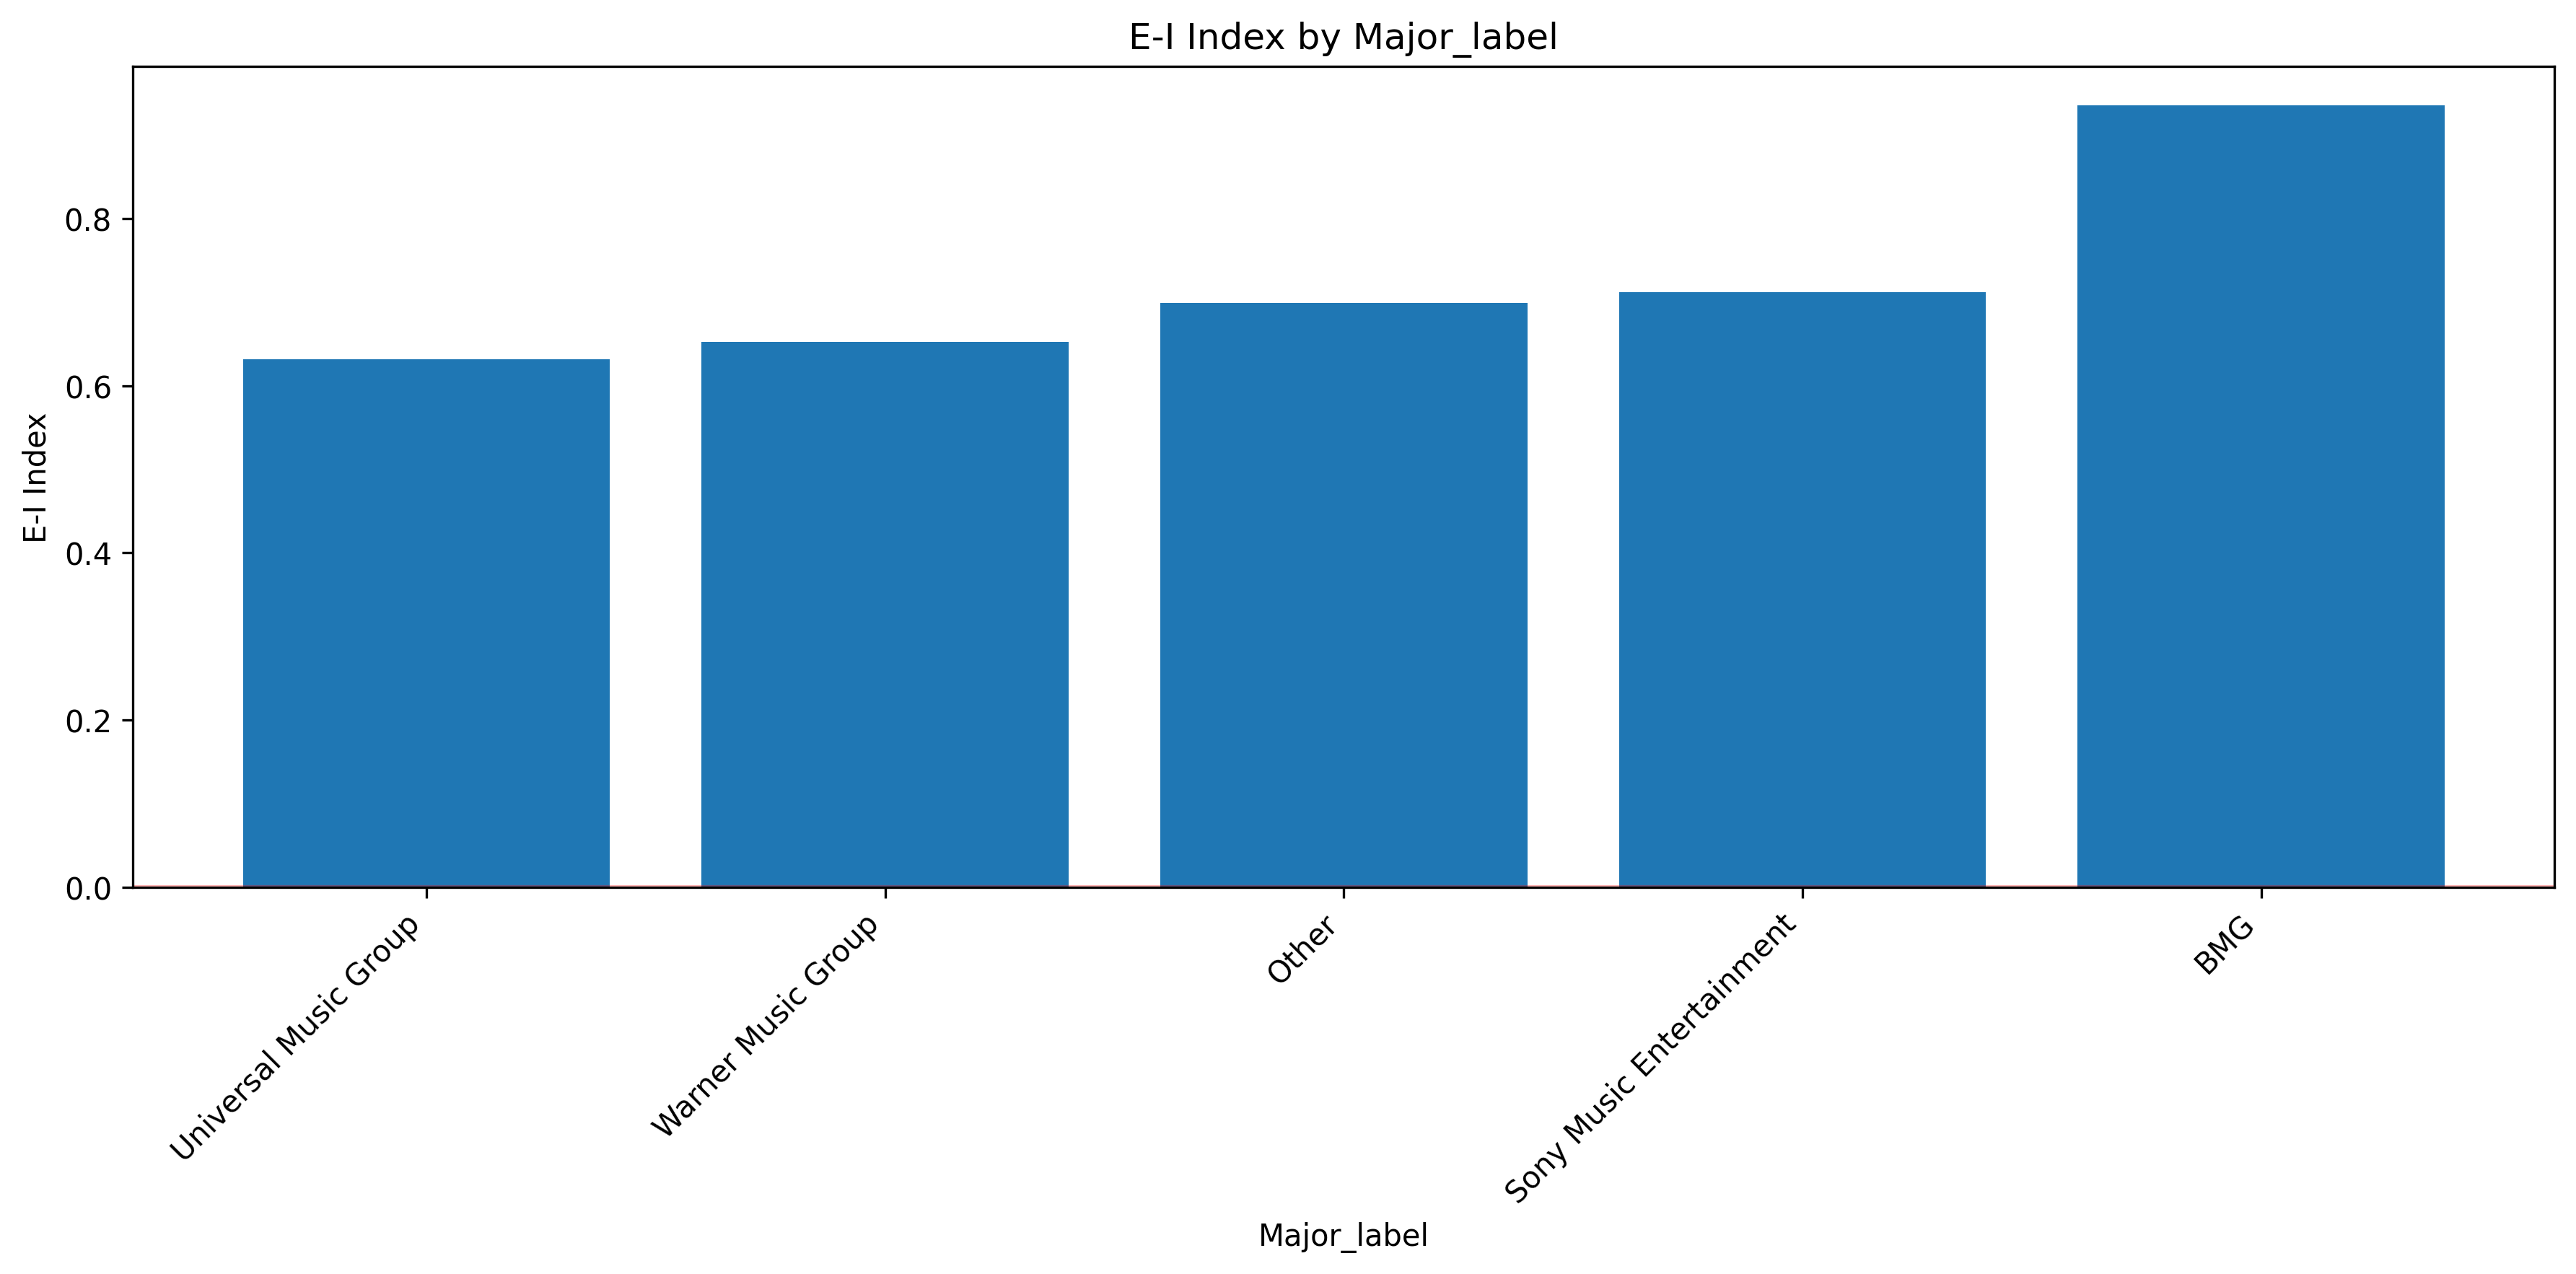 E-I Index by Major_label
E-I Index
0.8
0.6
0.4
0.2
0.0
Universal Music Group
Warner Music Group
Other
Sony Music Entertainment
BMG
Major_label